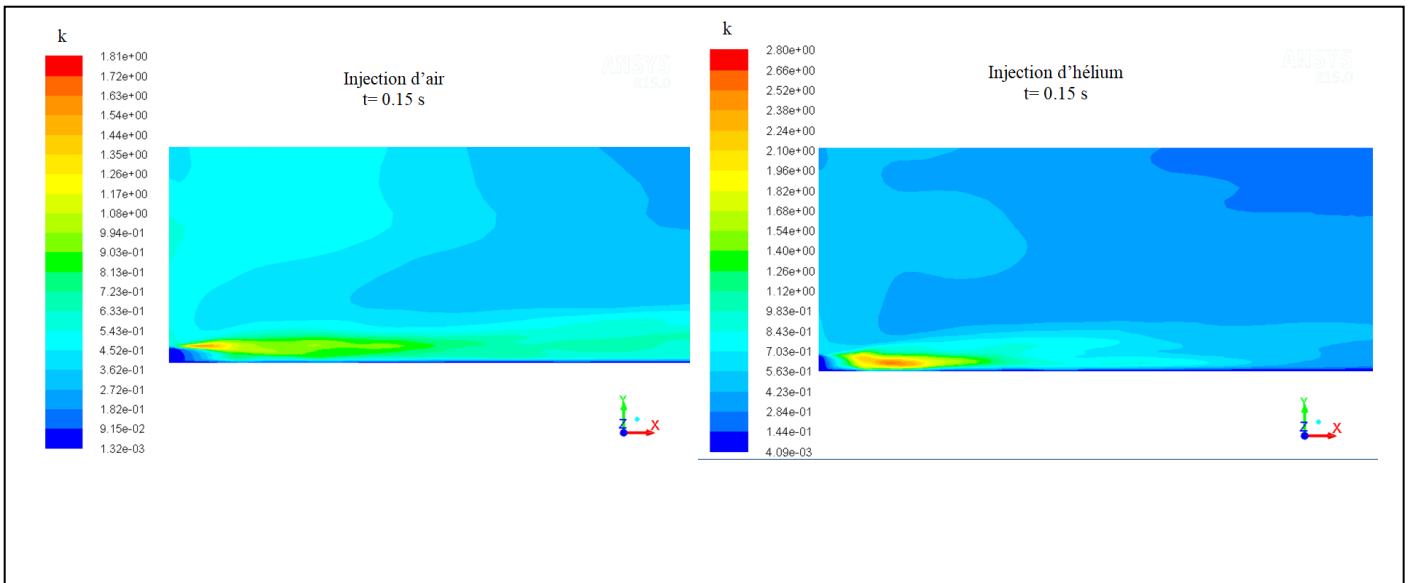 k
1.81e+00
1.72e+00
1.63e+00
1.54e+00
1.44e+00
1.35e+00
1.26e+00
1.17e+00
1.08e+00
9.94e-01
9.03e-01
8.13e-01
7.23e-01
6.33e-01
5.43e-01
4.52e-01
3.62e-01
2.72e-01
1.82e-01
9.15e-02
1.32e-03
Injection d’air
t= 0.15 s
ANSYS
R15.0
Y
Z X
k
2.80e+00
2.66e+00
2.52e+00
2.38e+00
2.24e+00
2.10e+00
1.96e+00
1.82e+00
1.68e+00
1.54e+00
1.40e+00
1.26e+00
1.12e+00
9.83e-01
8.43e-01
7.03e-01
5.63e-01
4.23e-01
2.84e-01
1.44e-01
4.09e-03
Injection d’hélium
t= 0.15 s
ANSYS
R15.0
Y
Z X